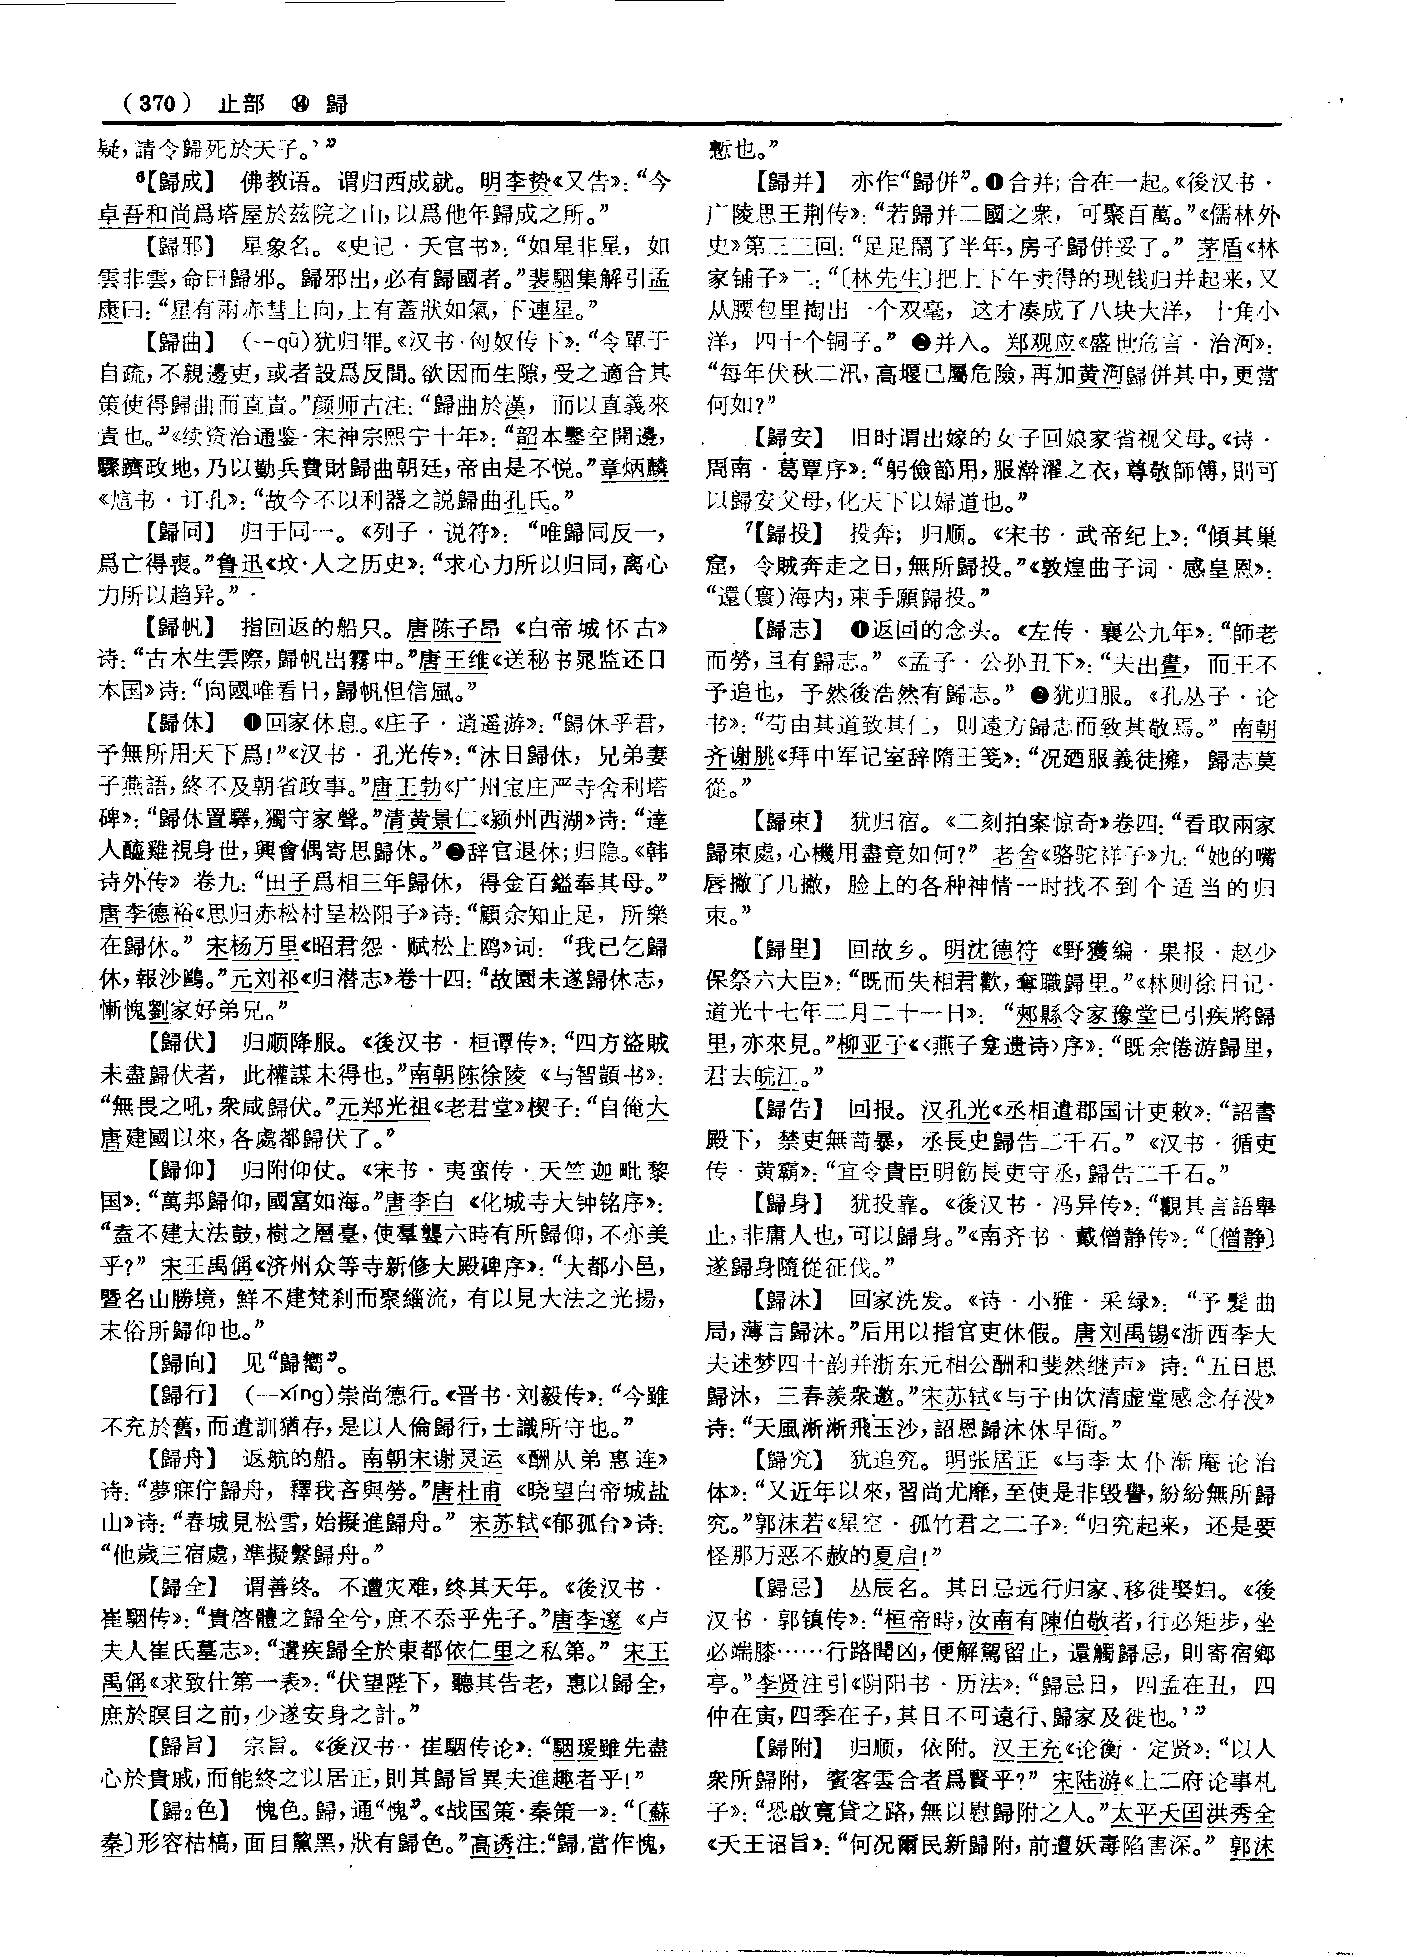 （370） 止部 ⓮ 歸
疑，請令歸死於天子。’”
⁶【歸成】 佛教语。谓归西成就。明李贽《又告》：“今
卓吾和尚爲塔屋於兹院之山，以爲他年歸成之所。”
【歸邪】 星象名。《史记·天官书》：“如星非星，如
雲非雲，命曰歸邪。歸邪出，必有歸國者。”裴駰集解引孟
康曰：“星有兩赤彗上向，上有蓋狀如氣，下連星。”
【歸曲】 （--qū）犹归罪。《汉书·匈奴传下》：“令單于
自疏，不親邊吏，或者設爲反間。欲因而生隙，受之適合其
策使得歸曲而直責。”颜师古注：“歸曲於漢，而以直義來
責也。”《续资治通鉴·宋神宗熙宁十年》：“韶本鑿空開邊，
驟躋政地，乃以勤兵費財歸曲朝廷，帝由是不悦。”章炳麟
《訄书·订孔》：“故今不以利器之説歸曲孔氏。”
【歸同】 归于同一。《列子·说符》：“唯歸同反一，
爲亡得喪。”鲁迅《坟·人之历史》：“求心力所以归同，离心
力所以趋异。”
【歸帆】 指回返的船只。唐陈子昂《白帝城怀古》
诗：“古木生雲際，歸帆出霧中。”唐王维《送秘书晁监还日
本国》诗：“向國唯看日，歸帆但信風。”
【歸休】 ❶回家休息。《庄子·逍遥游》：“歸休乎君，
予無所用天下爲！”《汉书·孔光传》：“沐日歸休，兄弟妻
子燕語，終不及朝省政事。”唐王勃《广州宝庄严寺舍利塔
碑》：“歸休置驛，獨守家聲。”清黄景仁《颍州西湖》诗：“達
人醯雞視身世，興會偶寄思歸休。”❷辞官退休；归隐。《韩
诗外传》卷九：“田子爲相三年歸休，得金百鎰奉其母。”
唐李德裕《思归赤松村呈松阳子》诗：“顧余知止足，所樂
在歸休。”宋杨万里《昭君怨·赋松上鸥》词：“我已乞歸
休，報沙鷗。”元刘祁《归潜志》卷十四：“故園未遂歸休志，
慚愧劉家好弟兄。”
【歸伏】 归顺降服。《後汉书·桓谭传》：“四方盜賊
未盡歸伏者，此權謀未得也。”南朝陈徐陵《与智顗书》：
“無畏之吼，衆咸歸伏。”元郑光祖《老君堂》楔子：“自俺大
唐建國以來，各處都歸伏了。”
【歸仰】 归附仰仗。《宋书·夷蛮传·天竺迦毗黎
国》：“萬邦歸仰，國富如海。”唐李白《化城寺大钟铭序》：
“盍不建大法鼓，樹之層臺，使羣聾六時有所歸仰，不亦美
乎？”宋王禹偁《济州众等寺新修大殿碑序》：“大都小邑，
暨名山勝境，鮮不建梵刹而聚緇流，有以見大法之光揚，
末俗所歸仰也。”
【歸向】 见“歸嚮”。
【歸行】 （--xíng）崇尚德行。《晋书·刘毅传》：“今雖
不充於舊，而遺訓猶存，是以人倫歸行，士識所守也。”
【歸舟】 返航的船。南朝宋谢灵运《酬从弟惠连》
诗：“夢寐佇歸舟，釋我吝與勞。”唐杜甫《晓望白帝城盐
山》诗：“春城見松雪，始擬進歸舟。”宋苏轼《郁孤台》诗：
“他歲三宿處，準擬繫歸舟。”
【歸全】 谓善终。不遭灾难，终其天年。《後汉书·
崔駰传》：“貴啓體之歸全兮，庶不忝乎先子。”唐李邃《卢
夫人崔氏墓志》：“遘疾歸全於東都依仁里之私第。”宋王
禹偁《求致仕第一表》：“伏望陛下，聽其告老，惠以歸全，
庶於瞑目之前，少遂安身之計。”
【歸旨】 宗旨。《後汉书·崔駰传论》：“駰瑗雖先盡
心於貴戚，而能終之以居正，則其歸旨異夫進趣者乎！”
【歸₂色】 愧色。歸，通“愧”。《战国策·秦策一》：“〔蘇
秦〕形容枯槁，面目黧黑，狀有歸色。”高诱注：“歸，當作愧，
慙也。”
【歸并】 亦作“歸併”。❶合并；合在一起。《後汉书·
广陵思王荆传》：“若歸并二國之衆，可聚百萬。”《儒林外
史》第三二回：“足足鬧了半年，房子歸併妥了。”茅盾《林
家铺子》二：“〔林先生〕把上下午卖得的现钱归并起来，又
从腰包里掏出一个双毫，这才凑成了八块大洋，十角小
洋，四十个铜子。”❷并入。郑观应《盛世危言·治河》：
“每年伏秋二汛，高堰已屬危險，再加黄河歸併其中，更當
何如？”
【歸安】 旧时谓出嫁的女子回娘家省视父母。《诗·
周南·葛覃序》：“躬儉節用，服澣濯之衣，尊敬師傅，則可
以歸安父母，化天下以婦道也。”
⁷【歸投】 投奔；归顺。《宋书·武帝纪上》：“傾其巢
窟，令賊奔走之日，無所歸投。”《敦煌曲子词·感皇恩》：
“還（寰）海内，束手願歸投。”
【歸志】 ❶返回的念头。《左传·襄公九年》：“師老
而勞，且有歸志。”《孟子·公孙丑下》：“夫出晝，而王不
予追也，予然後浩然有歸志。”❷犹归服。《孔丛子·论
书》：“苟由其道致其仁，則遠方歸志而致其敬焉。”南朝
齐谢朓《拜中军记室辞隋王笺》：“况迺服義徒擁，歸志莫
從。”
【歸束】 犹归宿。《二刻拍案惊奇》卷四：“看取兩家
歸束處，心機用盡竟如何？”老舍《骆驼祥子》九：“她的嘴
唇撇了几撇，脸上的各种神情一时找不到个适当的归
束。”
【歸里】 回故乡。明沈德符《野獲编·果报·赵少
保祭六大臣》：“既而失相君歡，奪職歸里。”《林则徐日记·
道光十七年二月二十一日》：“郟縣令家豫堂已引疾將歸
里，亦來見。”柳亚子《〈燕子龛遗诗〉序》：“既余倦游歸里，
君去皖江。”
【歸告】 回报。汉孔光《丞相遣郡国计吏敕》：“詔書
殿下，禁吏無苛暴，丞長史歸告二千石。”《汉书·循吏
传·黄霸》：“宜令貴臣明飭長吏守丞，歸告二千石。”
【歸身】 犹投靠。《後汉书·冯异传》：“觀其言語舉
止，非庸人也，可以歸身。”《南齐书·戴僧静传》：“〔僧静〕
遂歸身隨從征伐。”
【歸沐】 回家洗发。《诗·小雅·采绿》：“予髮曲
局，薄言歸沐。”后用以指官吏休假。唐刘禹锡《浙西李大
夫述梦四十韵并浙东元相公酬和斐然继声》诗：“五日思
歸沐，三春羨衆邀。”宋苏轼《与子由饮清虚堂感念存没》
诗：“天風淅淅飛玉沙，詔恩歸沐休早衙。”
【歸究】 犹追究。明张居正《与李太仆渐庵论治
体》：“又近年以來，習尚尤靡，至使是非毁譽，紛紛無所歸
究。”郭沫若《星空·孤竹君之二子》：“归究起来，还是要
怪那万恶不赦的夏启！”
【歸忌】 丛辰名。其日忌远行归家、移徙娶妇。《後
汉书·郭镇传》：“桓帝時，汝南有陳伯敬者，行必矩步，坐
必端膝……行路聞凶，便解駕留止，還觸歸忌，則寄宿鄉
亭。”李贤注引《阴阳书·历法》：“歸忌日，四孟在丑，四
仲在寅，四季在子，其日不可遠行、歸家及徙也。’”
【歸附】 归顺，依附。汉王充《论衡·定贤》：“以人
衆所歸附，賓客雲合者爲賢乎？”宋陆游《上二府论事札
子》：“恐啟寬貸之路，無以慰歸附之人。”太平天囯洪秀全
《天王诏旨》：“何况爾民新歸附，前遭妖毒陷害深。”郭沫